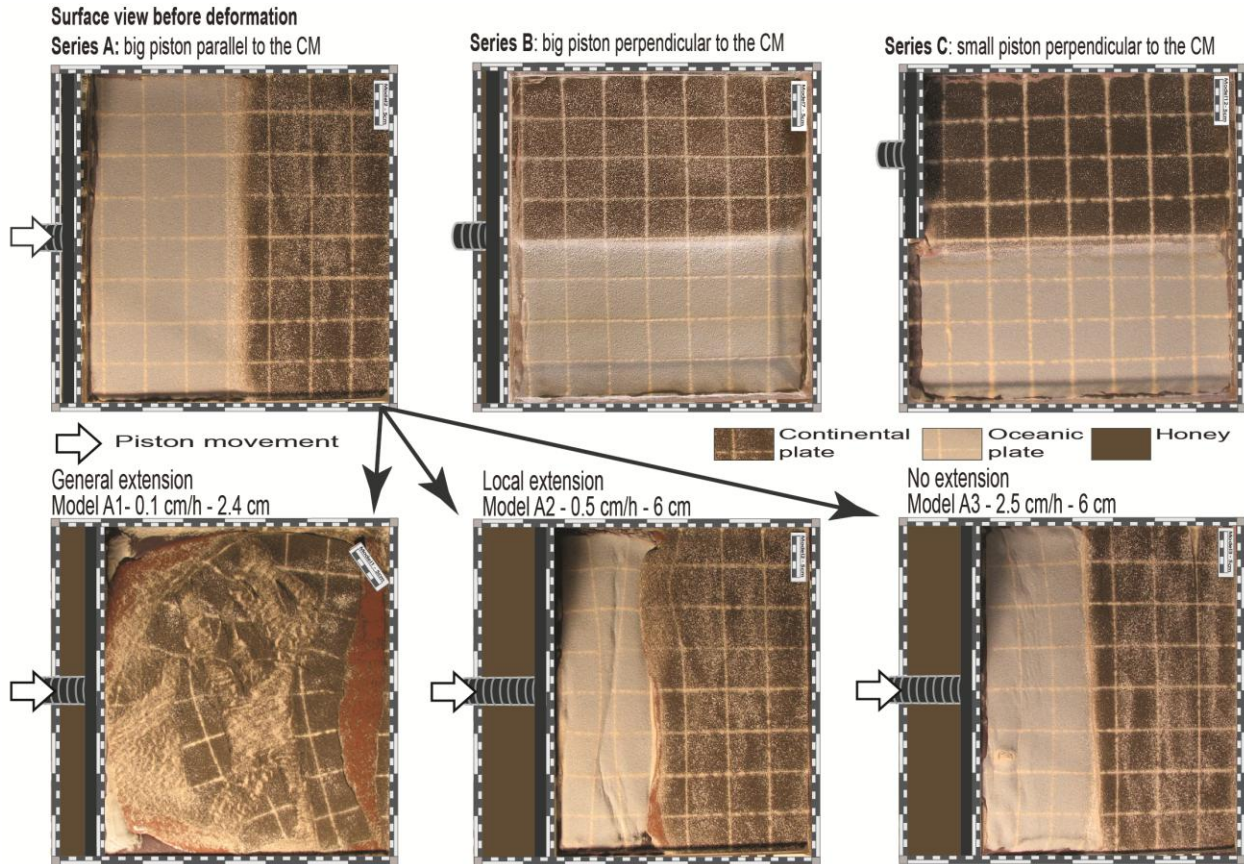 Surface view before deformation
Series A: big piston parallel to the CM
Series B: big piston perpendicular to the CM
Series C: small piston perpendicular to the CM
Piston movement
Continental plate
Oceanic plate
Honey
General extension
Model A1- 0.1 cm/h - 2.4 cm
Local extension
Model A2 - 0.5 cm/h - 6 cm
No extension
Model A3 - 2.5 cm/h - 6 cm